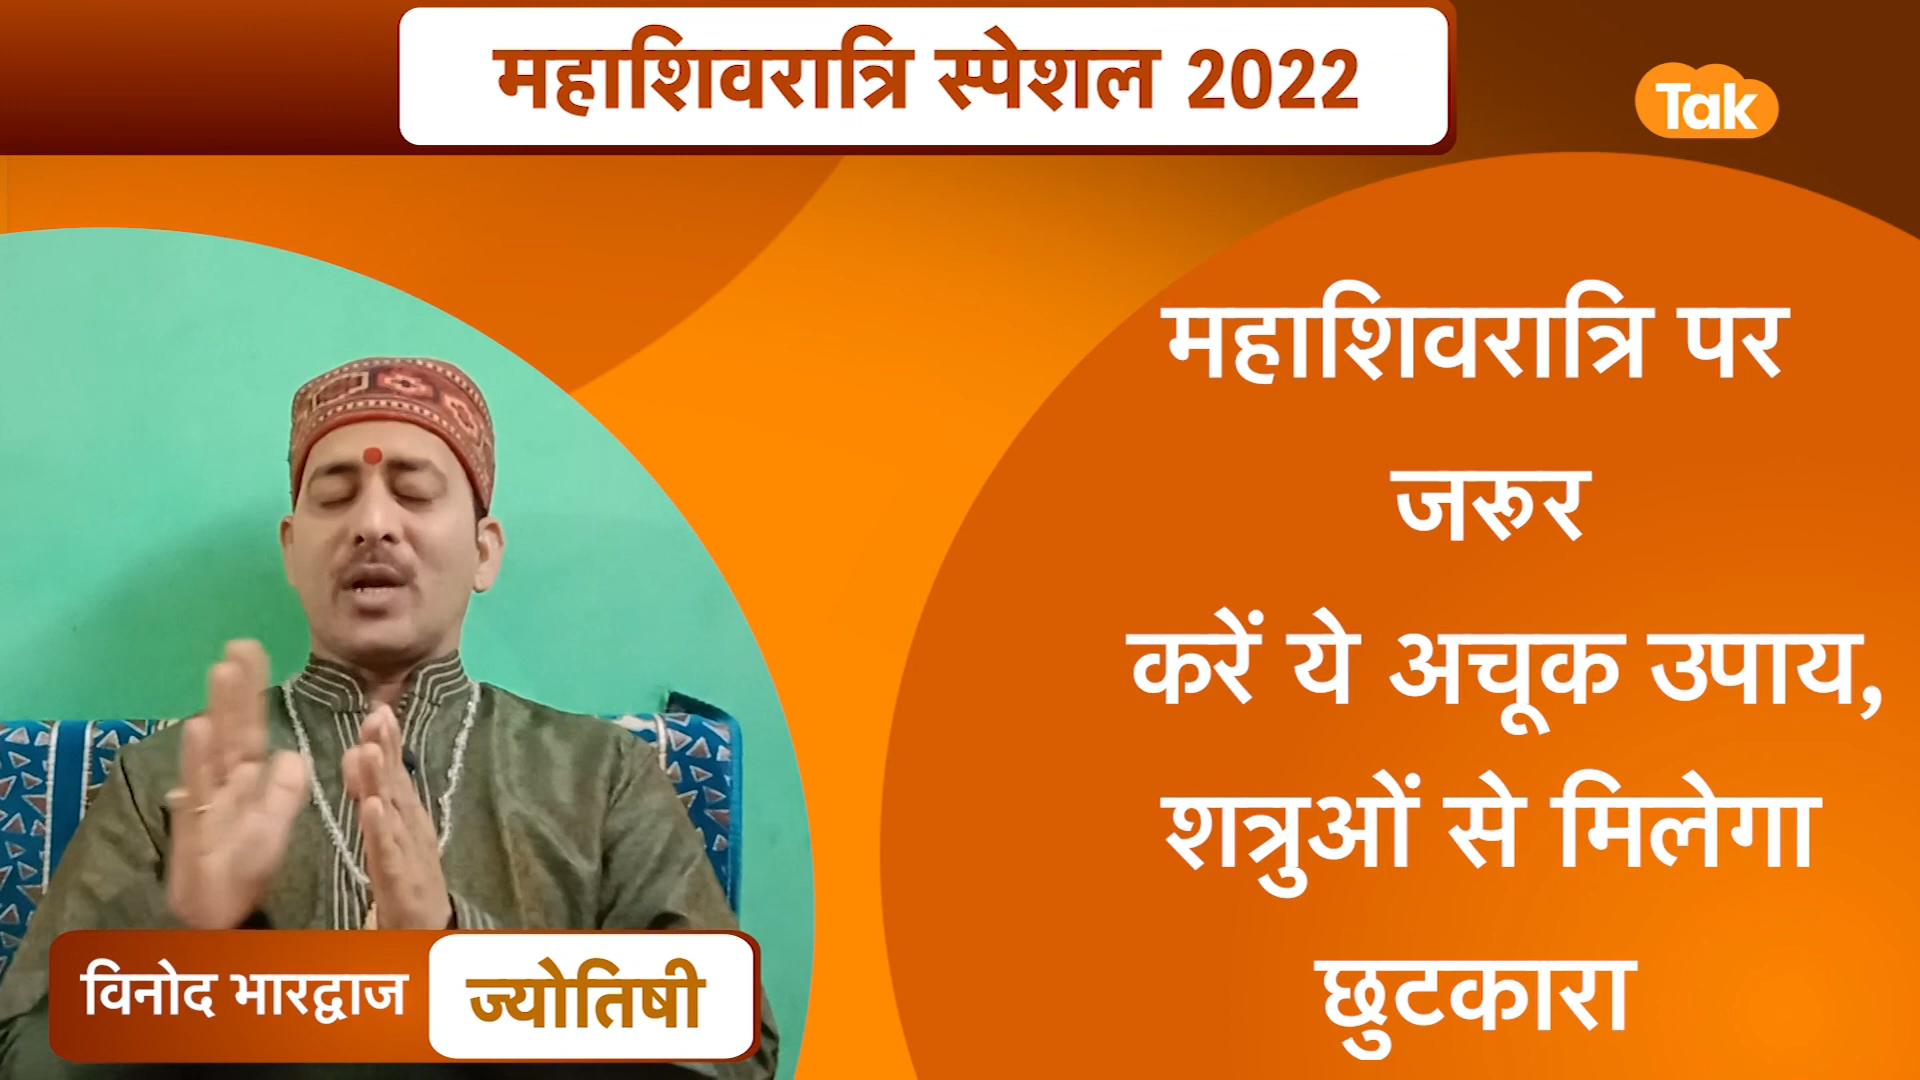 महाशिवरात्रि स्पेशल 2022
Tak
महाशिवरात्रि पर
जरूर
करें ये अचूक उपाय,
शत्रुओं से मिलेगा
छुटकारा
विनोद भारद्वाज
ज्योतिषी